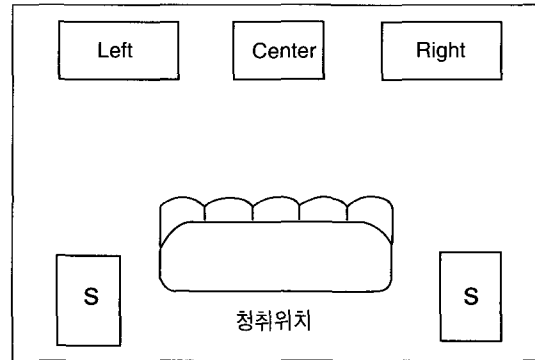 Left Center Right
S S
청취위치